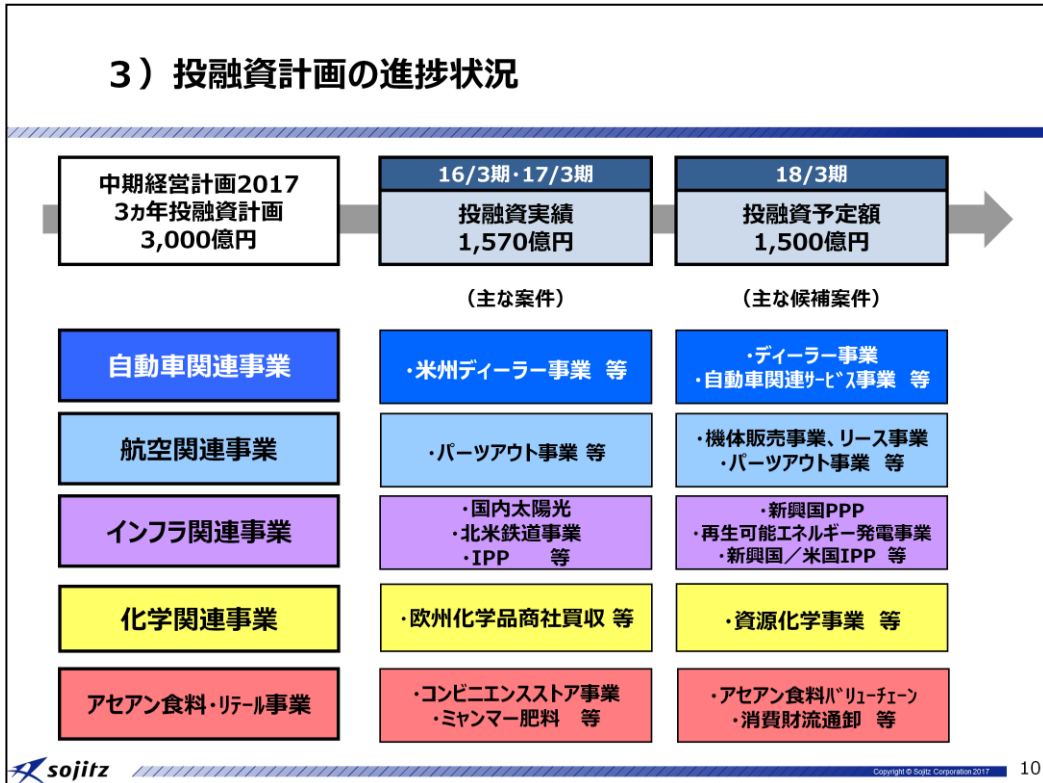 ３）投融資計画の進捗状況
中期経営計画2017
3ヵ年投融資計画
3,000億円
16/3期・17/3期
投融資実績
1,570億円
18/3期
投融資予定額
1,500億円
（主な案件）
（主な候補案件）
自動車関連事業
・米州ディーラー事業 等
・ディーラー事業
・自動車関連ｻｰﾋﾞｽ事業 等
航空関連事業
・パーツアウト事業 等
・機体販売事業、リース事業
・パーツアウト事業 等
インフラ関連事業
・国内太陽光
・北米鉄道事業
・IPP 等
・新興国PPP
・再生可能エネルギー発電事業
・新興国／米国IPP 等
化学関連事業
・欧州化学品商社買収 等
・資源化学事業 等
アセアン食料・ﾘﾃｰﾙ事業
・コンビニエンスストア事業
・ミャンマー肥料 等
・アセアン食料ﾊﾞﾘｭｰﾁｪｰﾝ
・消費財流通卸 等
sojitz
Copyright © Sojitz Corporation 2017
10